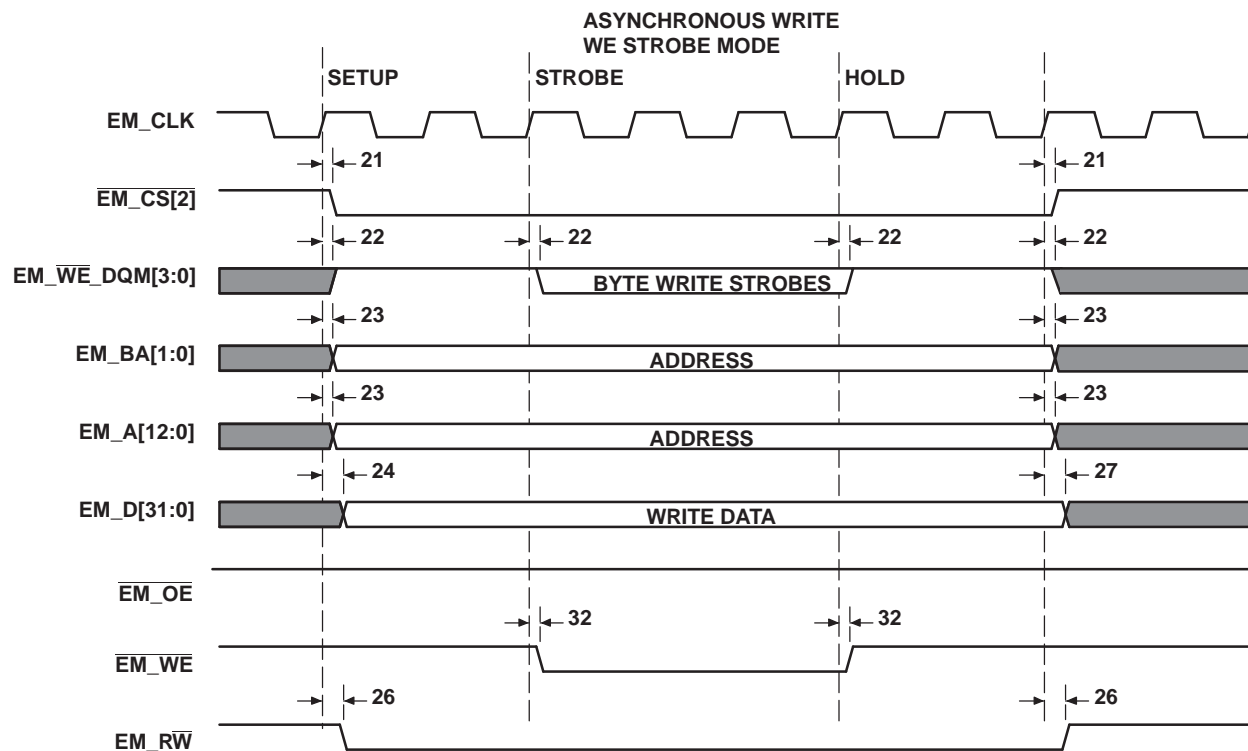 ASYNCHRONOUS WRITE
WE STROBE MODE
SETUP STROBE HOLD
EM_CLK
21 21
EM_CS[2]
22 22 22 22
EM_WE_DQM[3:0] BYTE WRITE STROBES
23 23
EM_BA[1:0] ADDRESS
23 23
EM_A[12:0] ADDRESS
24 27
EM_D[31:0] WRITE DATA
EM_OE
32 32
EM_WE
26 26
EM_RW